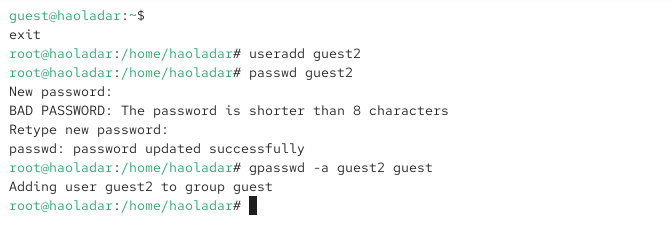 guest@haoladar:~$
exit
root@haoladar:/home/haoladar# useradd guest2
root@haoladar:/home/haoladar# passwd guest2
New password:
BAD PASSWORD: The password is shorter than 8 characters
Retype new password:
passwd: password updated successfully
root@haoladar:/home/haoladar# gpasswd -a guest2 guest
Adding user guest2 to group guest
root@haoladar:/home/haoladar#